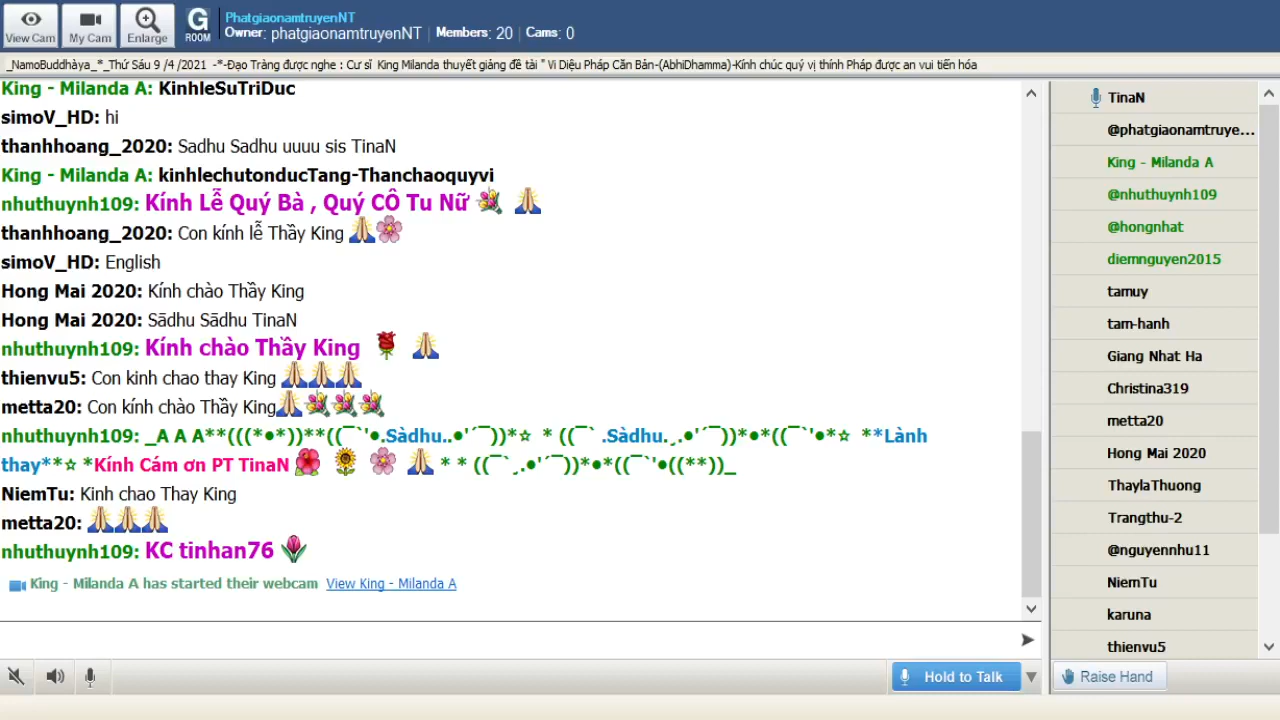 View Cam
My Cam
Enlarge
G
ROOM
PhatgiaonamtruyenNT
Owner: phatgiaonamtruyenNT | Members: 20 | Cams: 0
_NamoBuddhàya_*_Thứ Sáu 9 /4 /2021 -*-Đạo Tràng được nghe : Cư sĩ King Milanda thuyết giảng đề tài " Vi Diệu Pháp Căn Bản-(AbhiDhamma)-Kính chúc quý vị thính Pháp được an vui tiến hóa
King - Milanda A: KinhleSuTriDuc
simoV_HD: hi
thanhhoang_2020: Sadhu Sadhu uuuu sis TinaN
King - Milanda A: kinhlechutonducTang-Thanchaoquyvi
nhuthuynh109: Kính Lễ Quý Bà , Quý CÔ Tu Nữ 💐 🙏
thanhhoang_2020: Con kính lễ Thầy King 🙏🌸
simoV_HD: English
Hong Mai 2020: Kính chào Thầy King
Hong Mai 2020: Sādhu Sādhu TinaN
nhuthuynh109: Kính chào Thầy King 🌹 🙏
thienvu5: Con kinh chao thay King 🙏🙏🙏
metta20: Con kính chào Thầy King🙏💐💐💐
nhuthuynh109: _A A A**(((*•*))**((¯`'•.Sàdhu..•'´¯))*☆ * ((¯` .Sàdhu.¸.•'´¯))*•*((¯`'•*☆ **Lành
thay**☆ *Kính Cám ơn PT TinaN 🌺 🌻 🌸 🙏 * * ((¯`¸.•'´¯))*•*((¯`'•((**))_
NiemTu: Kinh chao Thay King
metta20: 🙏🙏🙏
nhuthuynh109: KC tinhan76 🌷
King - Milanda A has started their webcam View King - Milanda A
Hold to Talk
TinaN
@phatgiaonamtruye...
King - Milanda A
@nhuthuynh109
@hongnhat
diemnguyen2015
tamuy
tam-hanh
Giang Nhat Ha
Christina319
metta20
Hong Mai 2020
ThaylaThuong
Trangthu-2
@nguyennhu11
NiemTu
karuna
thienvu5
Raise Hand